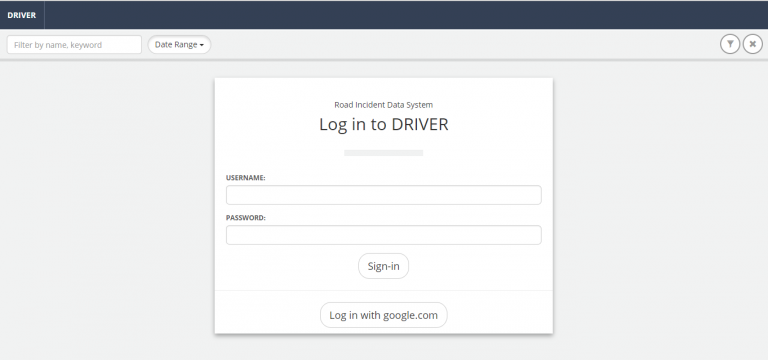 DRIVER
Filter by name, keyword
Date Range
Road Incident Data System
Log in to DRIVER
USERNAME:
PASSWORD:
Sign-in
Log in with google.com